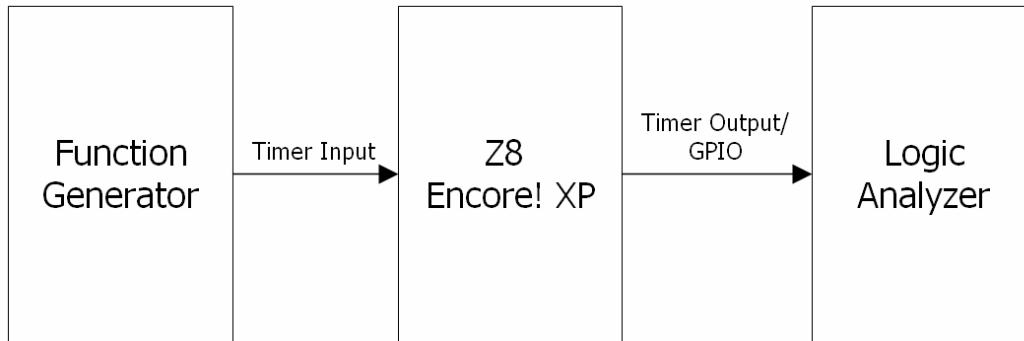 Function
Generator
Timer Input
Z8
Encore! XP
Timer Output/
GPIO
Logic
Analyzer